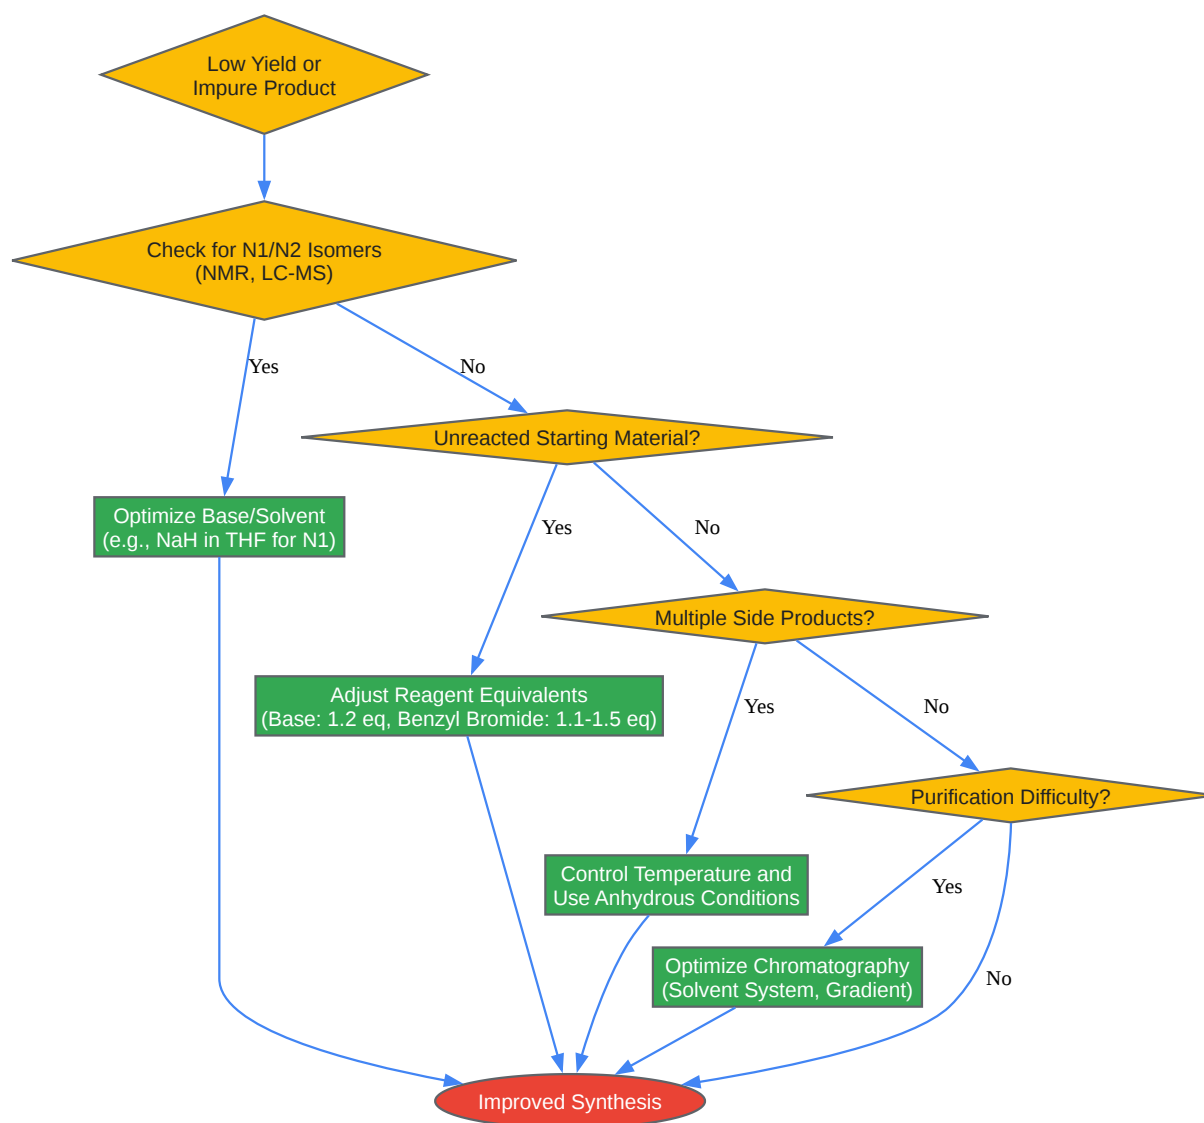 Low Yield or
Impure Product
Check for N1/N2 Isomers
(NMR, LC-MS)
Yes
No
Unreacted Starting Material?
Optimize Base/Solvent
(e.g., NaH in THF for N1)
Yes
No
Multiple Side Products?
Adjust Reagent Equivalents
(Base: 1.2 eq, Benzyl Bromide: 1.1-1.5 eq)
Yes
No
Purification Difficulty?
Control Temperature and
Use Anhydrous Conditions
Yes
Optimize Chromatography
(Solvent System, Gradient)
No
Improved Synthesis